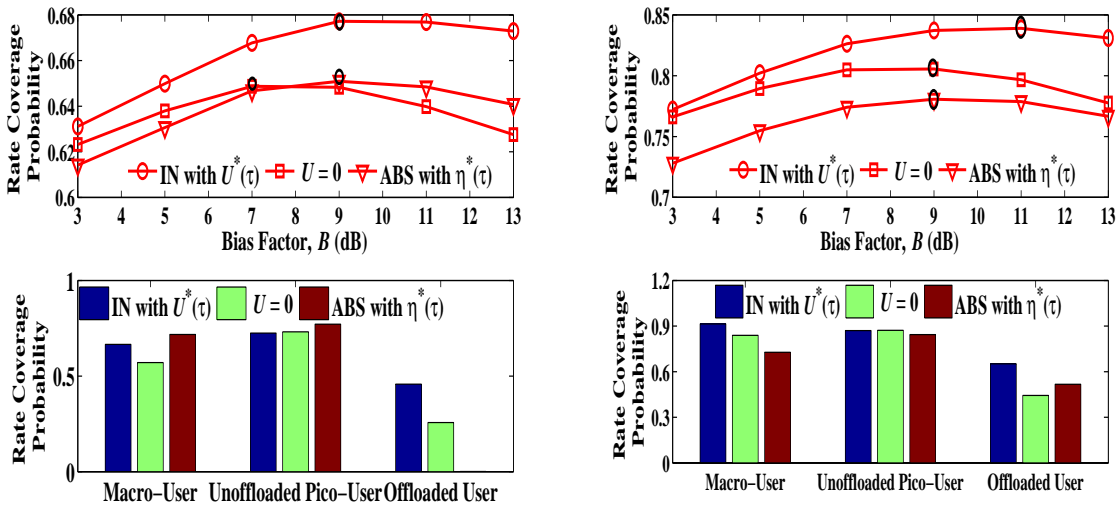 Rate Coverage
Probability
0.68
0.66
0.64
0.62
0.6
IN with U*(τ) U = 0 ABS with η*(τ)
3 4 5 6 7 8 9 10 11 12 13
Bias Factor, B (dB)
Rate Coverage
Probability
0.85
0.8
0.75
0.7
IN with U*(τ) U = 0 ABS with η*(τ)
3 4 5 6 7 8 9 10 11 12 13
Bias Factor, B (dB)
Rate Coverage
Probability
1
0.5
0
IN with U*(τ) U = 0 ABS with η*(τ)
Macro-User Unoffloaded Pico-User Offloaded User
Rate Coverage
Probability
1.2
0.9
0.6
0.3
0
IN with U*(τ) U = 0 ABS with η*(τ)
Macro-User Unoffloaded Pico-User Offloaded User